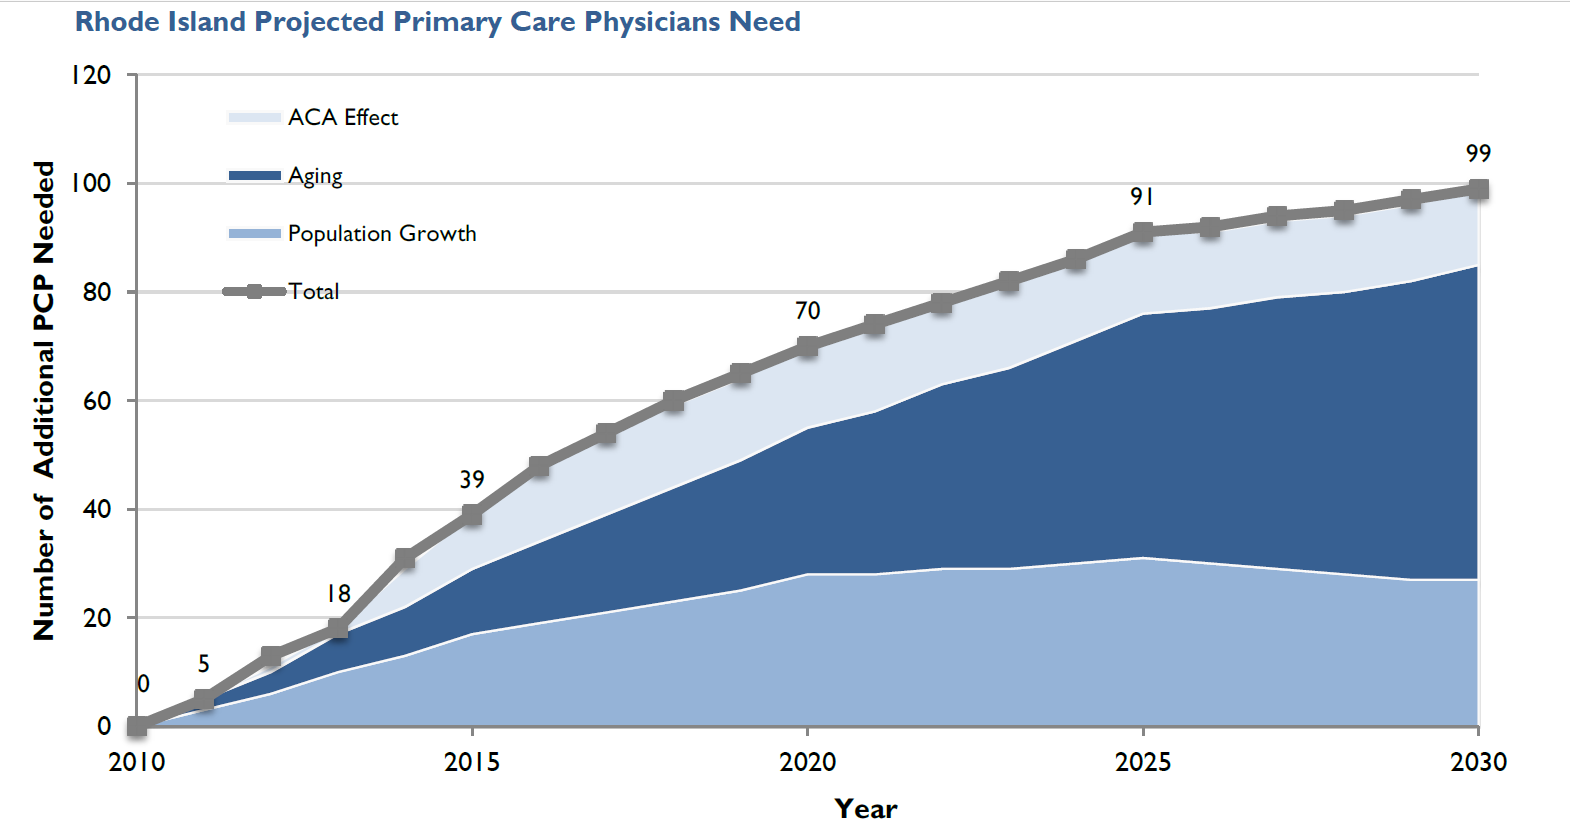 Rhode Island Projected Primary Care Physicians Need
Number of Additional PCP Needed
120
100
80
60
40
20
0
ACA Effect
Aging
Population Growth
Total
0
5
18
39
70
91
99
2010
2015
2020
2025
2030
Year